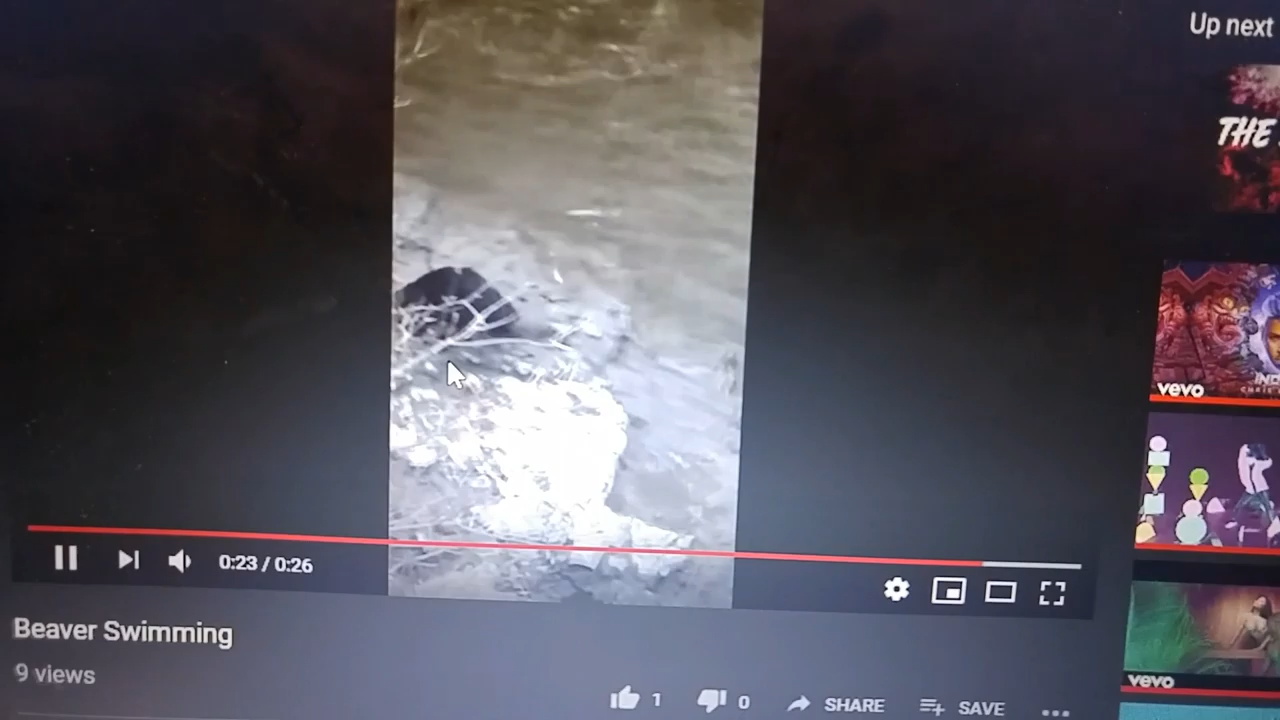 Up next
THE
vevo
0:23 / 0:26
Beaver Swimming
9 views
1
0
SHARE
SAVE
vevo